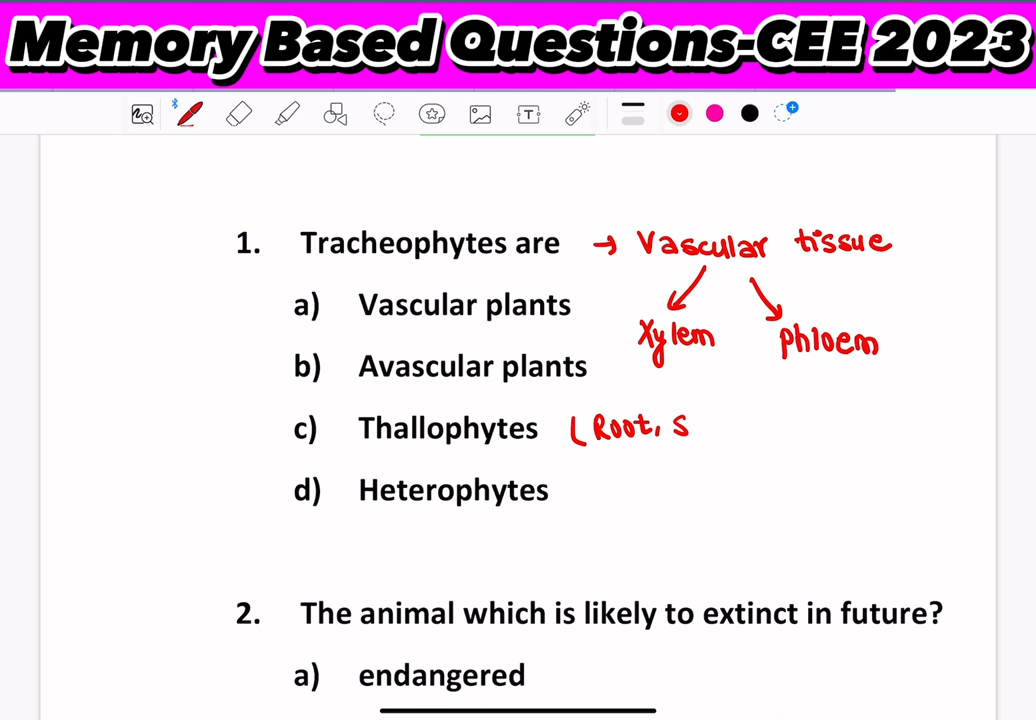 Memory Based Questions-CEE 2023
T
1. Tracheophytes are → Vascular tissue
a) Vascular plants
Xylem Phloem
b) Avascular plants
c) Thallophytes (Root, s
d) Heterophytes
2. The animal which is likely to extinct in future?
a) endangered